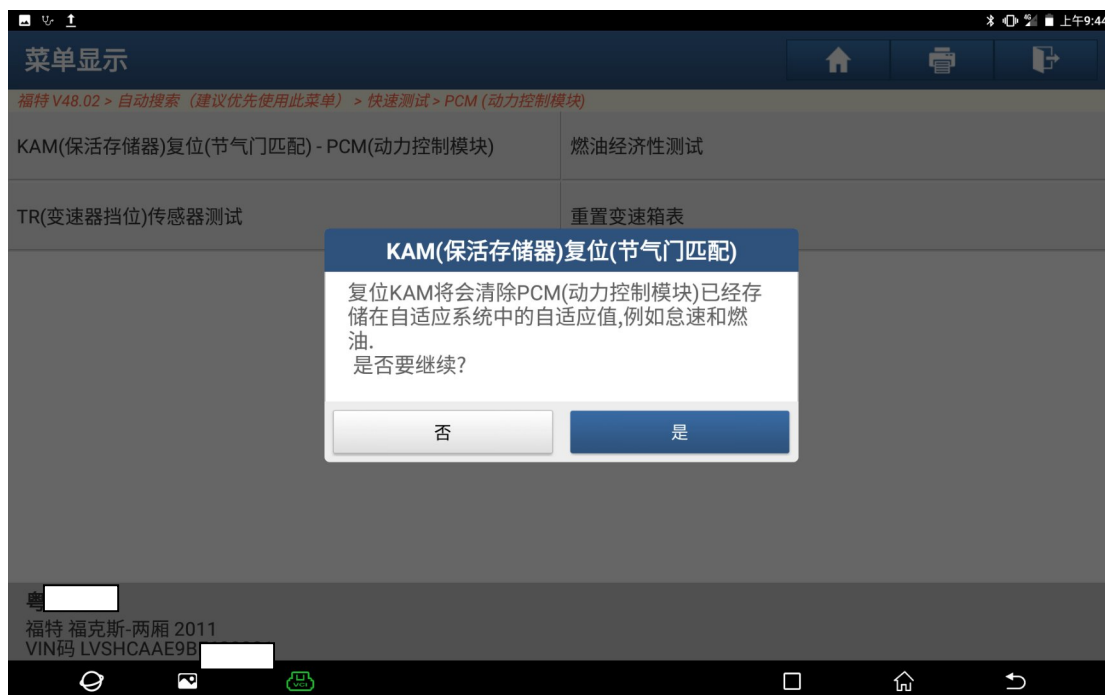 上午9:44
菜单显示
福特 V48.02 > 自动搜索（建议优先使用此菜单） > 快速测试 > PCM (动力控制模块)
KAM(保活存储器)复位(节气门匹配) - PCM(动力控制模块)
燃油经济性测试
TR(变速器挡位)传感器测试
重置变速箱表
KAM(保活存储器)复位(节气门匹配)
复位KAM将会清除PCM(动力控制模块)已经存
储在自适应系统中的自适应值,例如怠速和燃
油.
是否要继续?
否
是
粤
福特 福克斯-两厢 2011
VIN码 LVSHCAAE9B
VCI